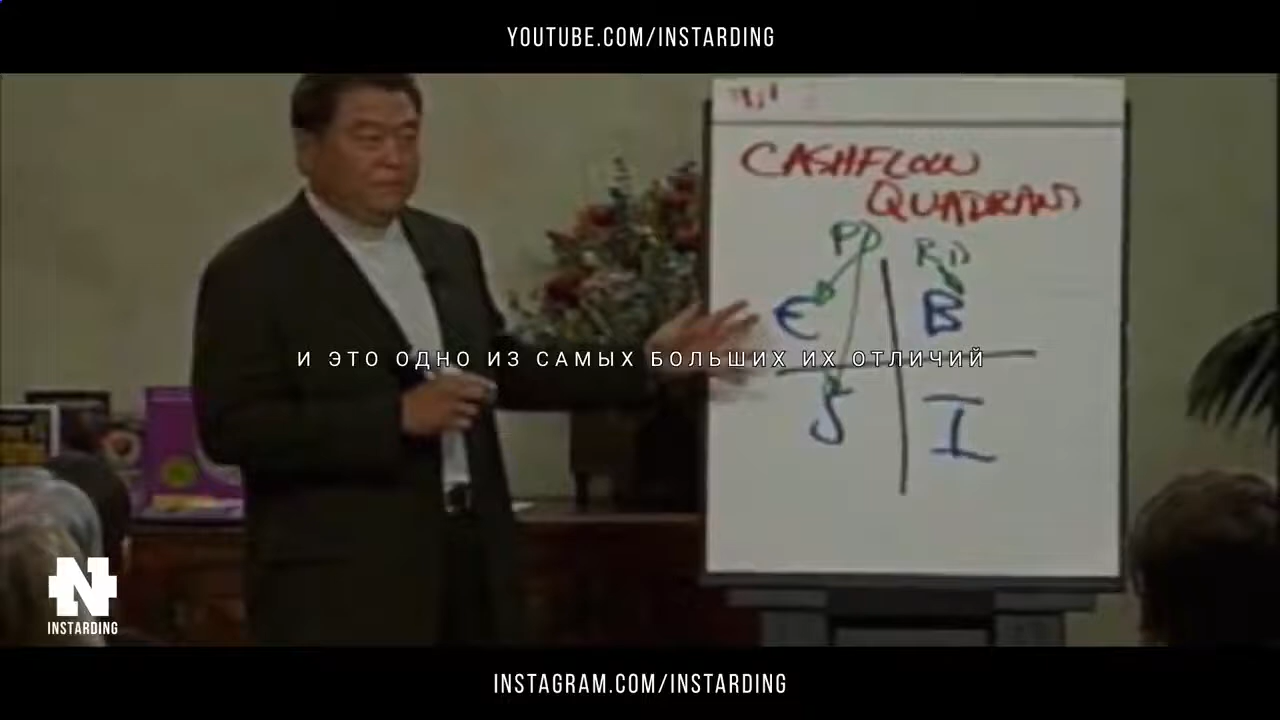 YOUTUBE.COM/INSTARDING
CASHFLOW
QUADRANT
PD
RD
E
B
И ЭТО ОДНО ИЗ САМЫХ БОЛЬШИХ ИХ ОТЛИЧИЙ
S
I
N
INSTARDING
INSTAGRAM.COM/INSTARDING